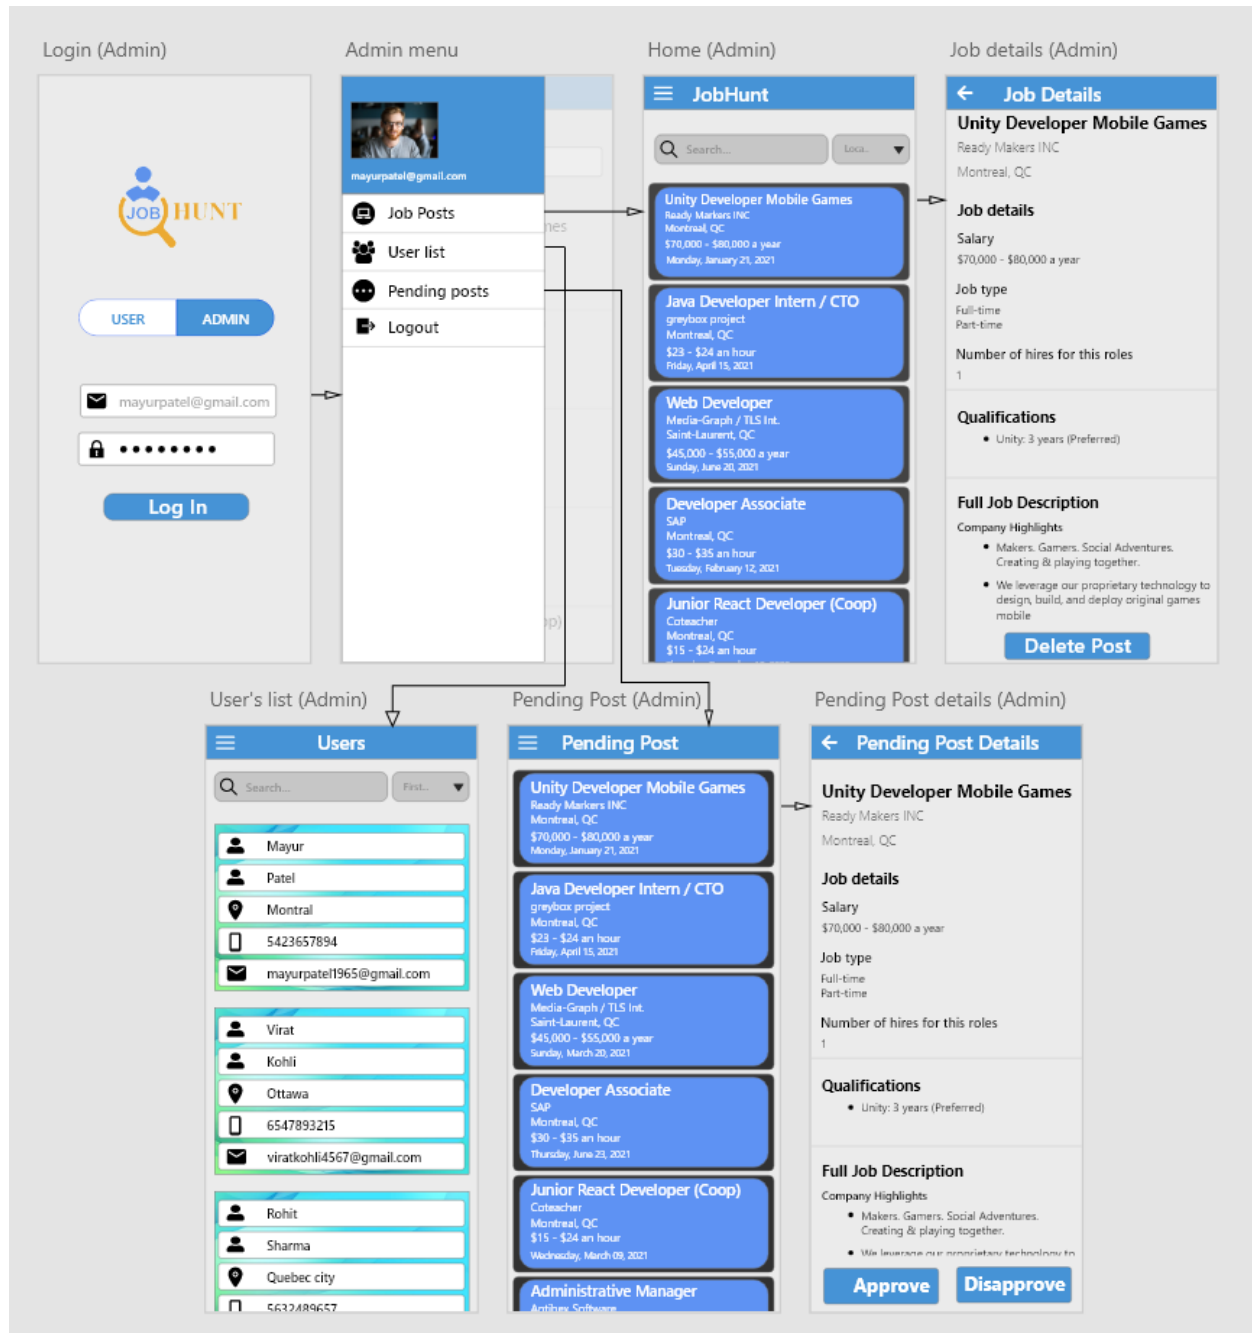 Login (Admin)
JOB HUNT
USER ADMIN
mayurpatel@gmail.com
Log In
Admin menu
mayurpatel@gmail.com
Job Posts
User list
Pending posts
Logout
nes
op)
Home (Admin)
JobHunt
Search... Loca..
Unity Developer Mobile Games
Ready Markers INC
Montreal, QC
$70,000 - $80,000 a year
Monday, January 21, 2021
Java Developer Intern / CTO
greybox project
Montreal, QC
$23 - $24 an hour
Friday, April 15, 2021
Web Developer
Media-Graph / TLS Int.
Saint-Laurent, QC
$45,000 - $55,000 a year
Sunday, June 20, 2021
Developer Associate
SAP
Montreal, QC
$30 - $35 an hour
Tuesday, February 12, 2021
Junior React Developer (Coop)
Coteacher
Montreal, QC
$15 - $24 an hour
Job details (Admin)
Job Details
Unity Developer Mobile Games
Ready Makers INC
Montreal, QC
Job details
Salary
$70,000 - $80,000 a year
Job type
Full-time
Part-time
Number of hires for this roles
1
Qualifications
Unity: 3 years (Preferred)
Full Job Description
Company Highlights
Makers. Gamers. Social Adventures.
Creating & playing together.
We leverage our proprietary technology to
design, build, and deploy original games
mobile
Delete Post
User's list (Admin)
Users
Search... First..
Mayur
Patel
Montral
5423657894
mayurpatel1965@gmail.com
Virat
Kohli
Ottawa
6547893215
viratkohli4567@gmail.com
Rohit
Sharma
Quebec city
5632489657
Pending Post (Admin)
Pending Post
Unity Developer Mobile Games
Ready Markers INC
Montreal, QC
$70,000 - $80,000 a year
Monday, January 21, 2021
Java Developer Intern / CTO
greybox project
Montreal, QC
$23 - $24 an hour
Friday, April 15, 2021
Web Developer
Media-Graph / TLS Int.
Saint-Laurent, QC
$45,000 - $55,000 a year
Sunday, March 20, 2021
Developer Associate
SAP
Montreal, QC
$30 - $35 an hour
Thursday, June 23, 2021
Junior React Developer (Coop)
Coteacher
Montreal, QC
$15 - $24 an hour
Wednesday, March 09, 2021
Administrative Manager
Antibex Software
Pending Post details (Admin)
Pending Post Details
Unity Developer Mobile Games
Ready Makers INC
Montreal, QC
Job details
Salary
$70,000 - $80,000 a year
Job type
Full-time
Part-time
Number of hires for this roles
1
Qualifications
Unity: 3 years (Preferred)
Full Job Description
Company Highlights
Makers. Gamers. Social Adventures.
Creating & playing together.
We leverage our proprietary technology to
Approve Disapprove